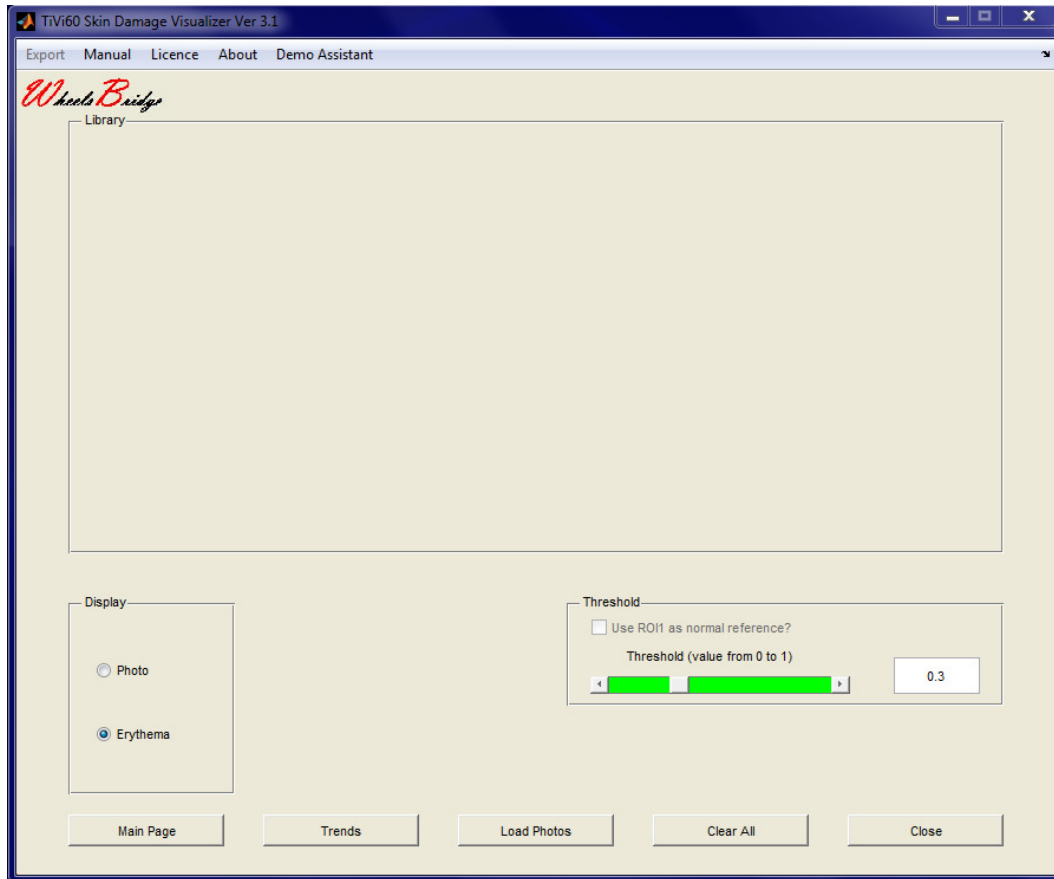 TiVi60 Skin Damage Visualizer Ver 3.1
Export Manual Licence About Demo Assistant
WheelsBridge
Library
Display
Photo
Erythema
Threshold
Use ROI1 as normal reference?
Threshold (value from 0 to 1)
0.3
Main Page Trends Load Photos Clear All Close